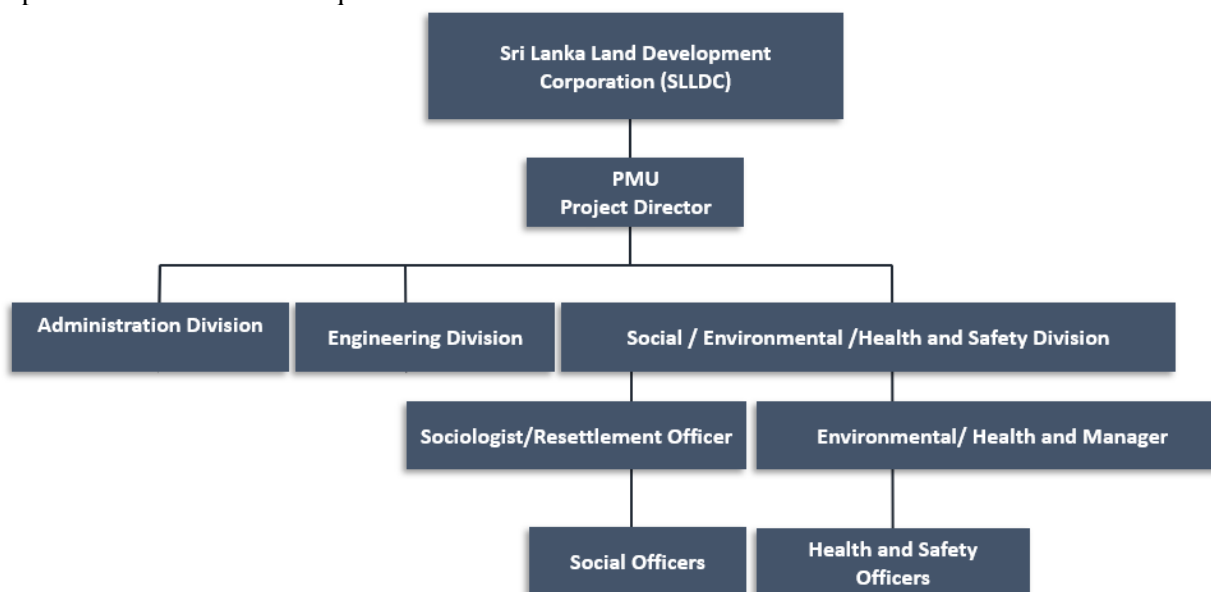 Sri Lanka Land Development
Corporation (SLLDC)
PMU
Project Director
Administration Division
Engineering Division
Social / Environmental /Health and Safety Division
Sociologist/Resettlement Officer
Environmental/ Health and Manager
Social Officers
Health and Safety
Officers